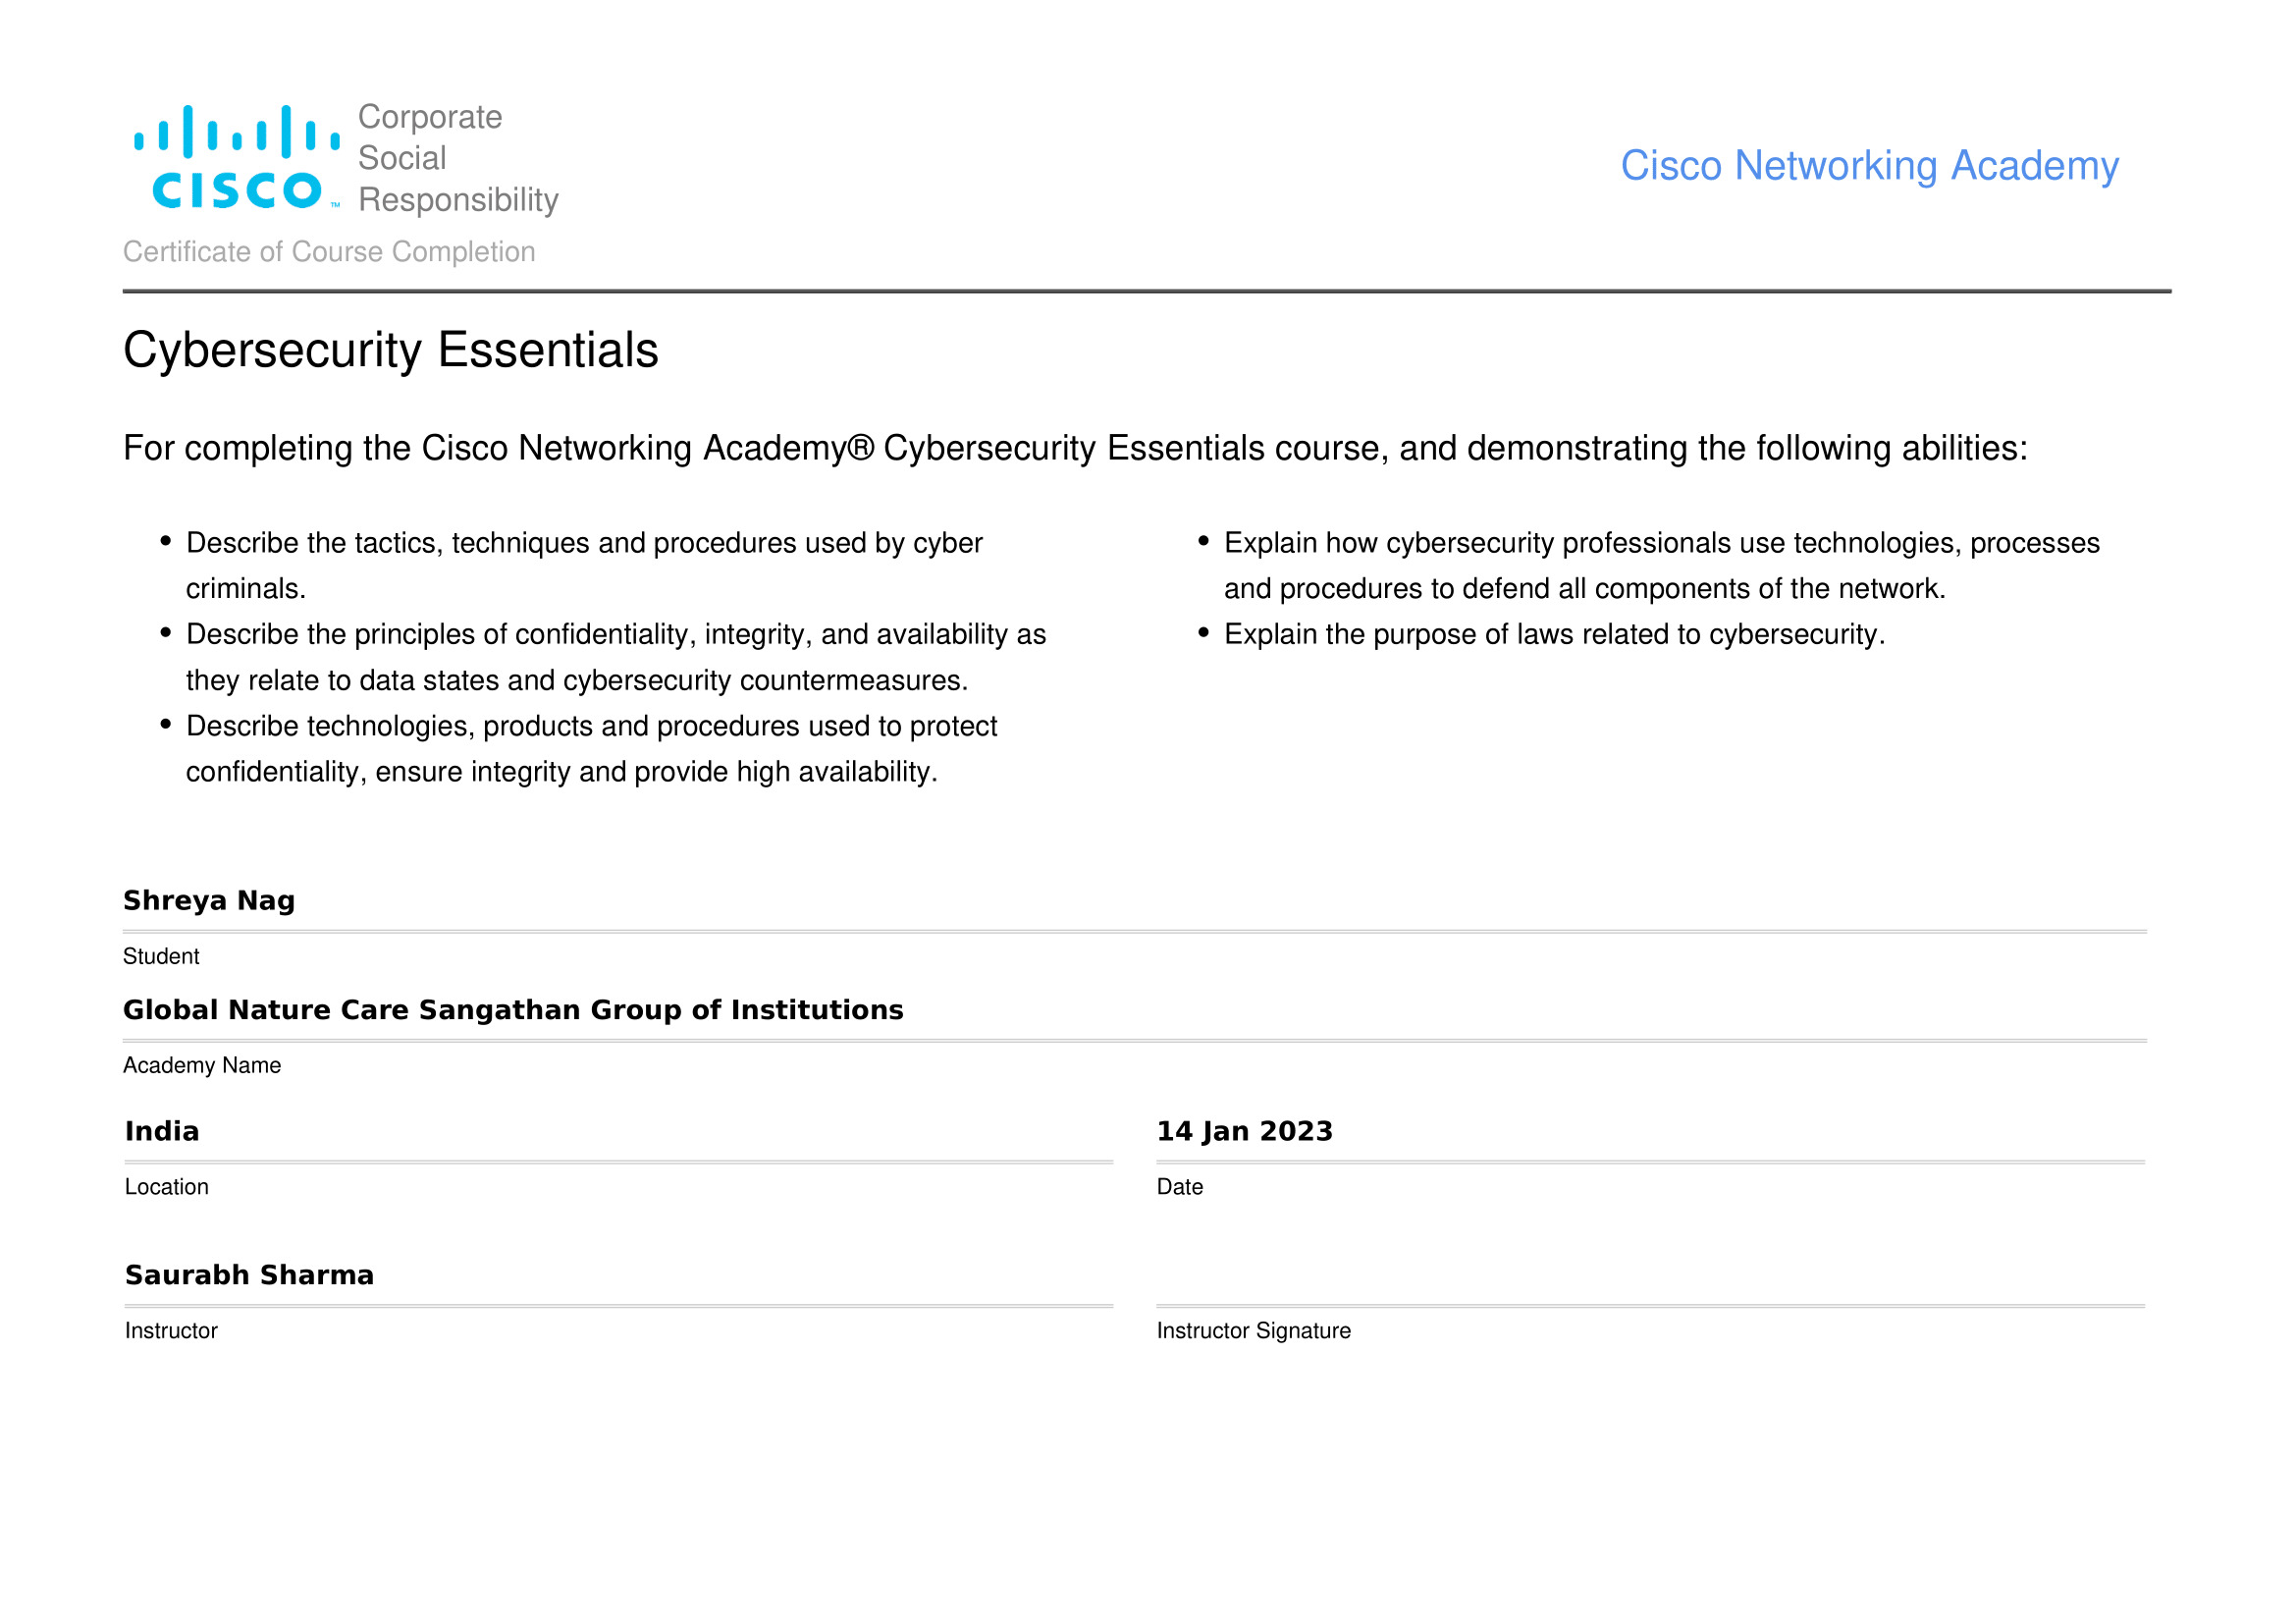 CISCO™
Corporate
Social
Responsibility
Cisco Networking Academy
Certificate of Course Completion
Cybersecurity Essentials
For completing the Cisco Networking Academy® Cybersecurity Essentials course, and demonstrating the following abilities:
• Describe the tactics, techniques and procedures used by cyber
criminals.
• Describe the principles of confidentiality, integrity, and availability as
they relate to data states and cybersecurity countermeasures.
• Describe technologies, products and procedures used to protect
confidentiality, ensure integrity and provide high availability.
• Explain how cybersecurity professionals use technologies, processes
and procedures to defend all components of the network.
• Explain the purpose of laws related to cybersecurity.
Shreya Nag
Student
Global Nature Care Sangathan Group of Institutions
Academy Name
India
Location
14 Jan 2023
Date
Saurabh Sharma
Instructor
Instructor Signature